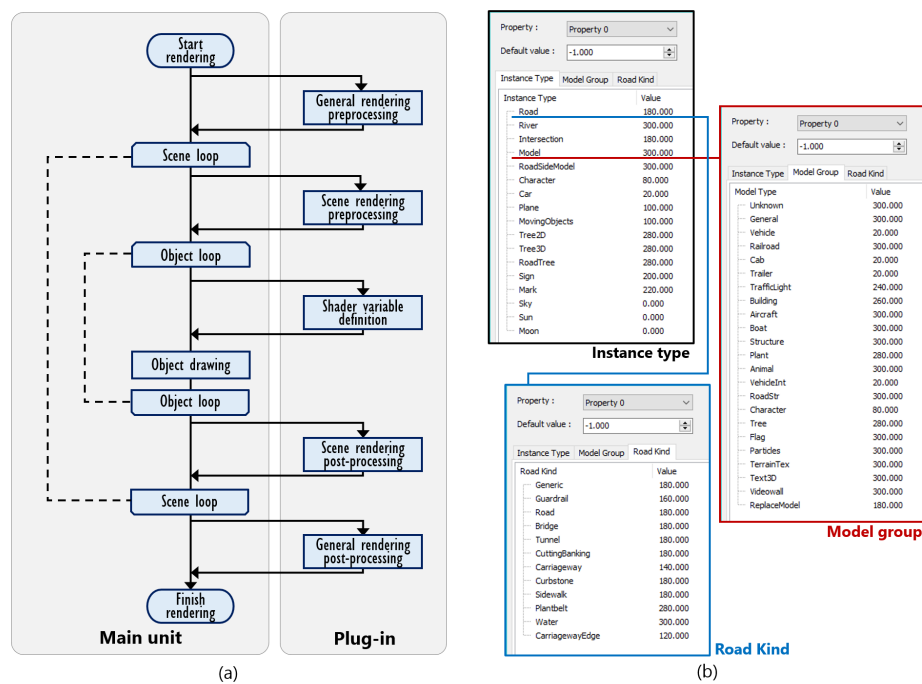 Start
rendering
General rendering
preprocessing
Scene loop
Scene rendering
preprocessing
Object loop
Shader variable
definition
Object drawing
Object loop
Scene rendering
post-processing
Scene loop
General rendering
post-processing
Finish
rendering
Main unit
Plug-in
(a)
Property : Property 0
Default value : -1.000
Instance Type Model Group Road Kind
Instance Type Value
Road 180.000
River 300.000
Intersection 180.000
Model 300.000
RoadSideModel 300.000
Character 80.000
Car 20.000
Plane 100.000
MovingObjects 100.000
Tree2D 280.000
Tree3D 280.000
RoadTree 280.000
Sign 200.000
Mark 220.000
Sky 0.000
Sun 0.000
Moon 0.000
Instance type
Property : Property 0
Default value : -1.000
Instance Type Model Group Road Kind
Model Type Value
Unknown 300.000
General 300.000
Vehicle 20.000
Railroad 300.000
Cab 20.000
Trailer 20.000
TrafficLight 240.000
Building 260.000
Aircraft 300.000
Boat 300.000
Structure 300.000
Plant 280.000
Animal 300.000
VehicleInt 20.000
RoadStr 300.000
Character 80.000
Tree 280.000
Flag 300.000
Particles 300.000
TerrainTex 300.000
Text3D 300.000
Videowall 300.000
ReplaceModel 180.000
Model group
Property : Property 0
Default value : -1.000
Instance Type Model Group Road Kind
Road Kind Value
Generic 180.000
Guardrail 160.000
Road 180.000
Bridge 180.000
Tunnel 180.000
CuttingBanking 180.000
Carriageway 140.000
Curbstone 180.000
Sidewalk 180.000
Plantbelt 280.000
Water 300.000
CarriagewayEdge 120.000
Road Kind
(b)